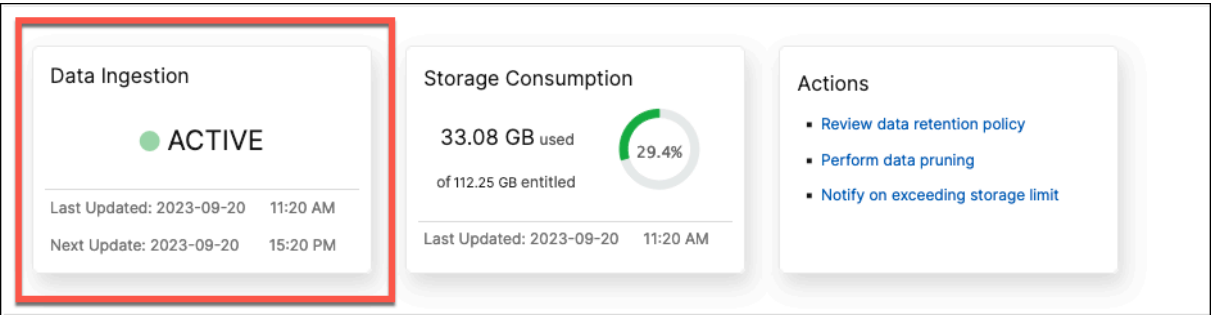 Data Ingestion
ACTIVE
Last Updated: 2023-09-20 11:20 AM
Next Update: 2023-09-20 15:20 PM
Storage Consumption
33.08 GB used
of 112.25 GB entitled
29.4%
Last Updated: 2023-09-20 11:20 AM
Actions
Review data retention policy
Perform data pruning
Notify on exceeding storage limit